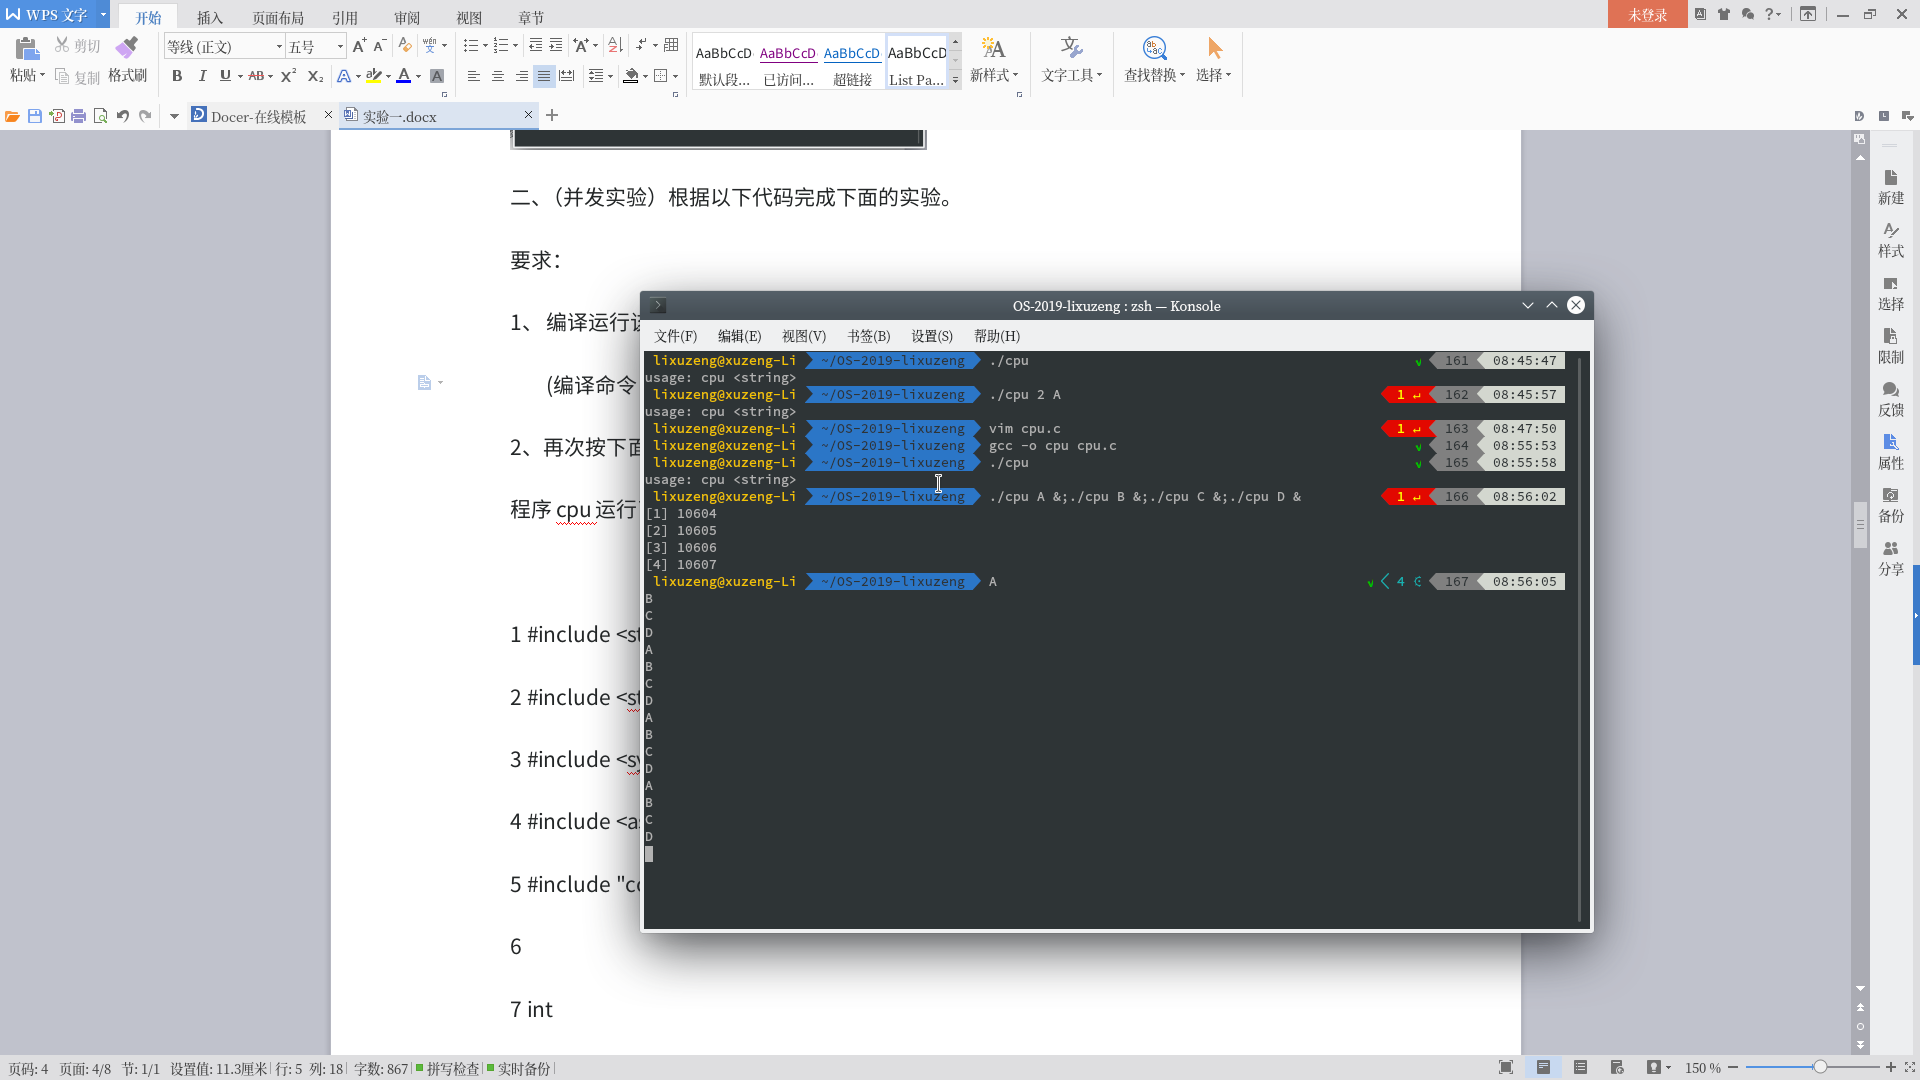 WPS 文字
开始 插入 页面布局 引用 审阅 视图 章节
未登录
剪切
粘贴 复制 格式刷
等线 (正文) 五号
AaBbCcD AaBbCcD AaBbCcD AaBbCcD
默认段... 已访问... 超链接 List Pa...
新样式 文字工具 查找替换 选择
Docer-在线模板 实验一.docx
二、（并发实验）根据以下代码完成下面的实验。
要求：
1、 编译运行
(编译命令
2、再次按下面
程序 cpu 运行
1 #include <st
2 #include <st
3 #include <sy
4 #include <as
5 #include "co
6
7 int
OS-2019-lixuzeng : zsh — Konsole
文件(F) 编辑(E) 视图(V) 书签(B) 设置(S) 帮助(H)
lixuzeng@xuzeng-Li ~/OS-2019-lixuzeng ./cpu 161 08:45:47
usage: cpu <string>
lixuzeng@xuzeng-Li ~/OS-2019-lixuzeng ./cpu 2 A 1 ↵ 162 08:45:57
usage: cpu <string>
lixuzeng@xuzeng-Li ~/OS-2019-lixuzeng vim cpu.c 1 ↵ 163 08:47:50
lixuzeng@xuzeng-Li ~/OS-2019-lixuzeng gcc -o cpu cpu.c 164 08:55:53
lixuzeng@xuzeng-Li ~/OS-2019-lixuzeng ./cpu 165 08:55:58
usage: cpu <string>
lixuzeng@xuzeng-Li ~/OS-2019-lixuzeng ./cpu A &;./cpu B &;./cpu C &;./cpu D & 1 ↵ 166 08:56:02
[1] 10604
[2] 10605
[3] 10606
[4] 10607
lixuzeng@xuzeng-Li ~/OS-2019-lixuzeng A 4 167 08:56:05
B
C
D
A
B
C
D
A
B
C
D
A
B
C
D
新建
样式
选择
限制
反馈
属性
备份
分享
页码: 4 页面: 4/8 节: 1/1 设置值: 11.3厘米 行: 5 列: 18 字数: 867 拼写检查 实时备份
150 %